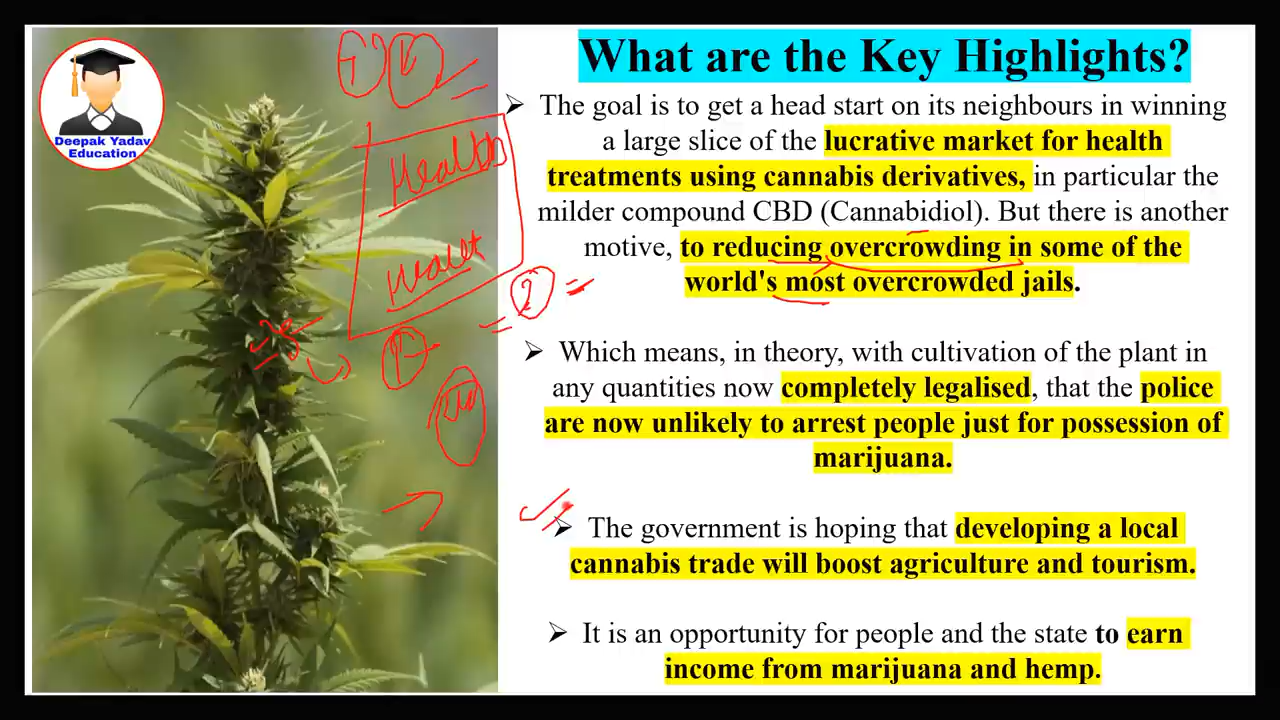 Deepak Yadav
Education
Health
What are the Key Highlights?
➢ The goal is to get a head start on its neighbours in winning
a large slice of the lucrative market for health
treatments using cannabis derivatives, in particular the
milder compound CBD (Cannabidiol). But there is another
motive, to reducing overcrowding in some of the
world's most overcrowded jails.
➢ Which means, in theory, with cultivation of the plant in
any quantities now completely legalised, that the police
are now unlikely to arrest people just for possession of
marijuana.
➢ The government is hoping that developing a local
cannabis trade will boost agriculture and tourism.
➢ It is an opportunity for people and the state to earn
income from marijuana and hemp.